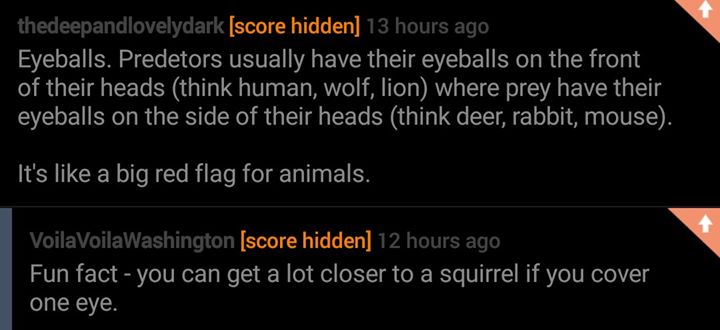 thedeepandlovelydark [score hidden] 13 hours ago
Eyeballs. Predetors usually have their eyeballs on the front
of their heads (think human, wolf, lion) where prey have their
eyeballs on the side of their heads (think deer, rabbit, mouse).
It's like a big red flag for animals.
VoilaVoilaWashington [score hidden] 12 hours ago
Fun fact - you can get a lot closer to a squirrel if you cover
one eye.